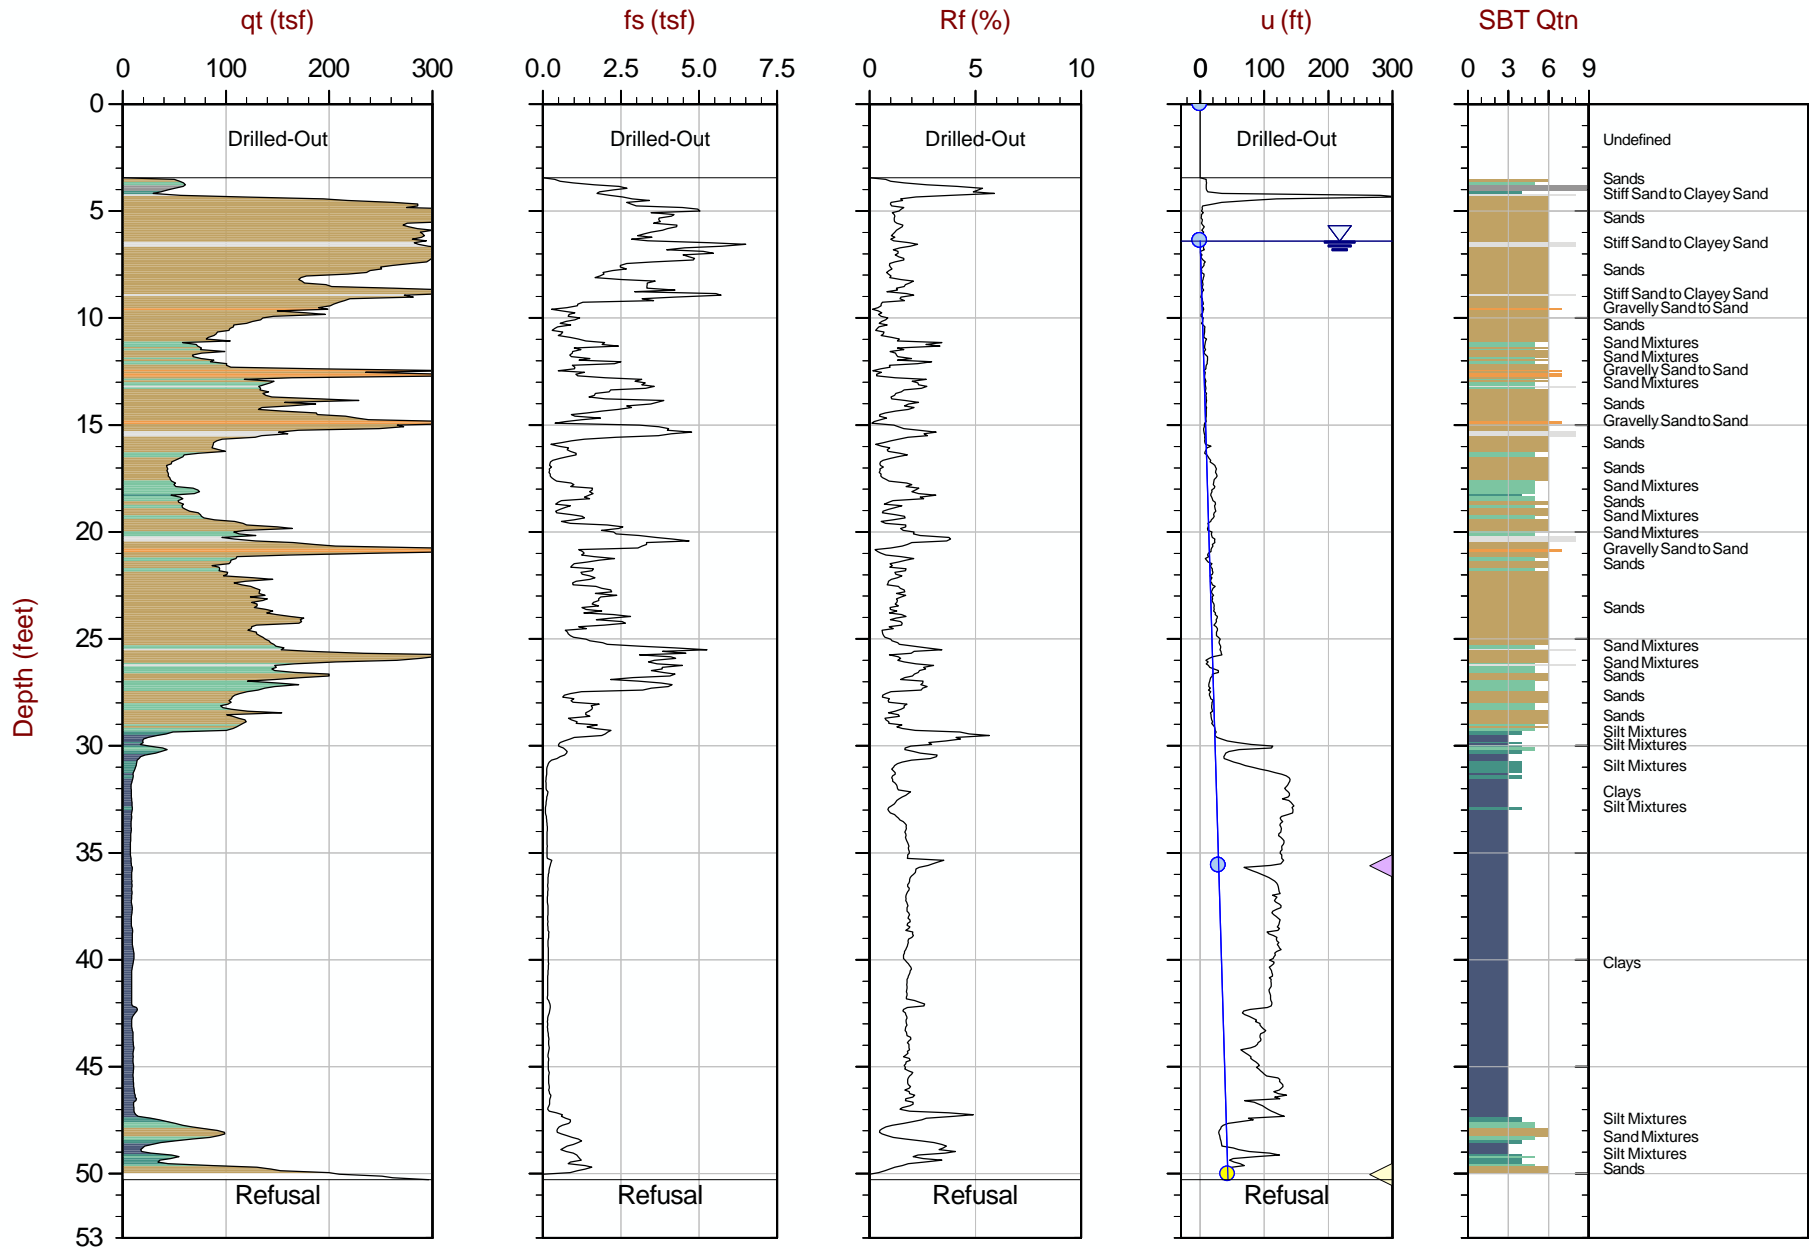 qt (tsf) fs (tsf) Rf (%) u (ft) SBT Qtn
0 100 200 300 0.0 2.5 5.0 7.5 0 5 10 0 100 200 300 0 3 6 9
0
Drilled-Out Drilled-Out Drilled-Out Drilled-Out Undefined
Sands
Stiff Sand to Clayey Sand
5
Sands
Stiff Sand to Clayey Sand
Sands
Stiff Sand to Clayey Sand
Gravelly Sand to Sand
10
Sands
Sand Mixtures
Sand Mixtures
Gravelly Sand to Sand
Sand Mixtures
Sands
Gravelly Sand to Sand
15
Sands
Sands
Sand Mixtures
Sands
Sand Mixtures
20
Sand Mixtures
Gravelly Sand to Sand
Sands
Sands
25
Sand Mixtures
Sand Mixtures
Sands
Sands
Sands
Silt Mixtures
30
Silt Mixtures
Silt Mixtures
Clays
Silt Mixtures
Depth (feet)
35
40
Clays
45
Silt Mixtures
Sand Mixtures
Silt Mixtures
50
Sands
Refusal Refusal Refusal Refusal
53